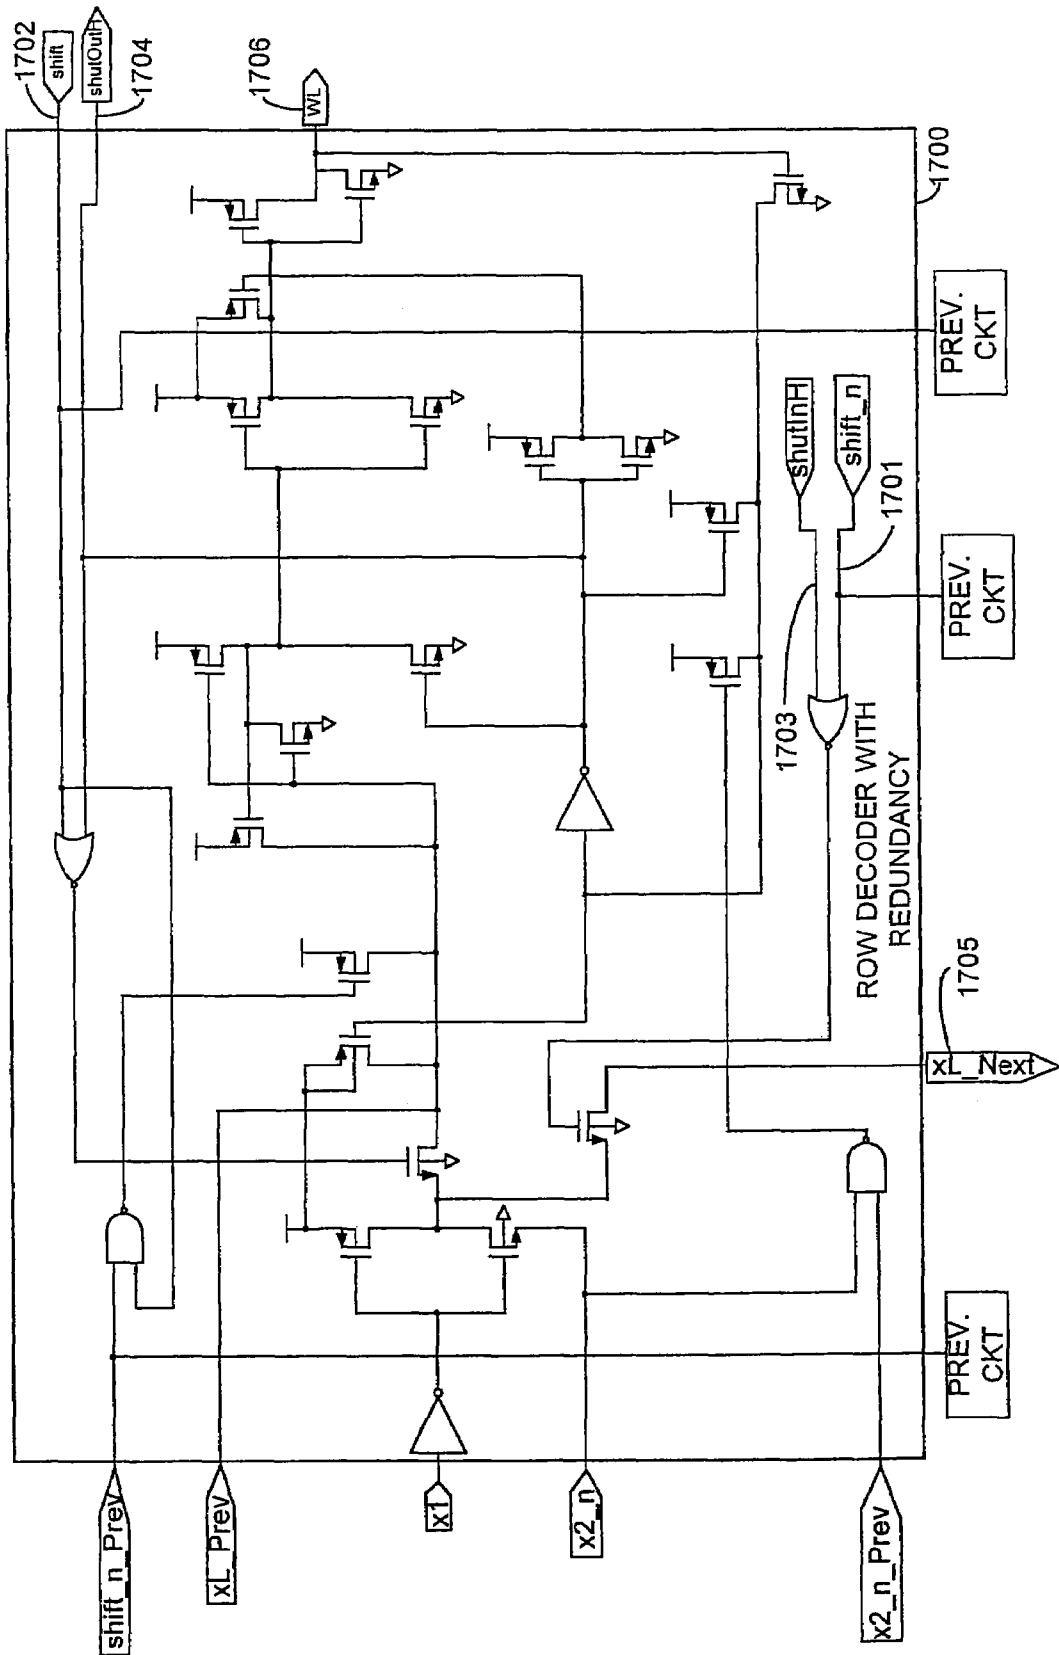 1702
shift
shutOutH
1704
1706
WL
1700
PREV.
CKT
shutInH
shift_n
1701
PREV.
CKT
1703
ROW DECODER WITH
REDUNDANCY
1705
xL_Next
PREV.
CKT
shift_n_Prev
xL_Prev
x1
x2_n
x2_n_Prev